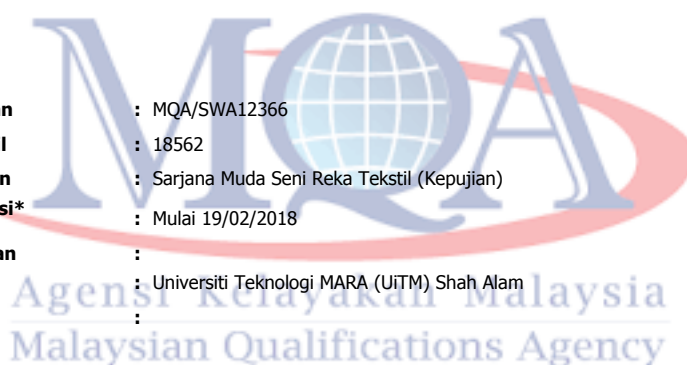 MQA
an : MQA/SWA12366
l : 18562
n : Sarjana Muda Seni Reka Tekstil (Kepujian)
si* : Mulai 19/02/2018
an :
: Universiti Teknologi MARA (UiTM) Shah Alam
:
Agensi Kelayakan Malaysia
Malaysian Qualifications Agency